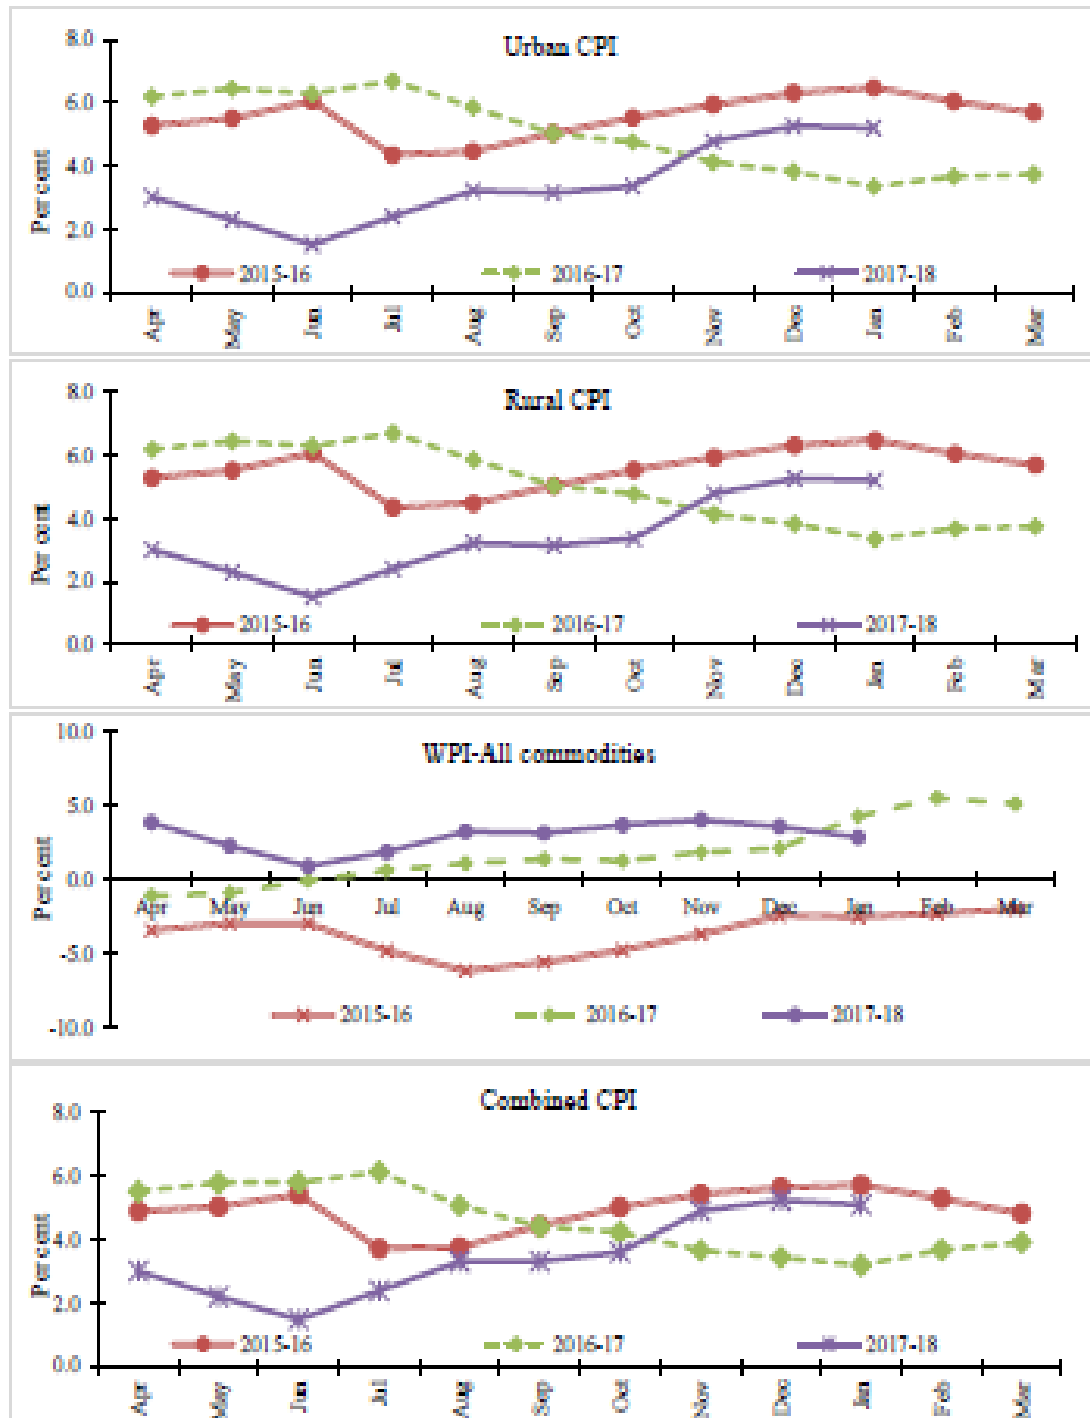 Urban CPI
Per cent
8.0
6.0
4.0
2.0
0.0
2015-16 2016-17 2017-18
Apr May Jun Jul Aug Sep Oct Nov Dec Jan Feb Mar
Rural CPI
Per cent
8.0
6.0
4.0
2.0
0.0
2015-16 2016-17 2017-18
Apr May Jun Jul Aug Sep Oct Nov Dec Jan Feb Mar
WPI-All commodities
Per cent
10.0
5.0
0.0
-5.0
-10.0
Apr May Jun Jul Aug Sep Oct Nov Dec Jan Feb Mar
2015-16 2016-17 2017-18
Combined CPI
Per cent
8.0
6.0
4.0
2.0
0.0
2015-16 2016-17 2017-18
Apr May Jun Jul Aug Sep Oct Nov Dec Jan Feb Mar